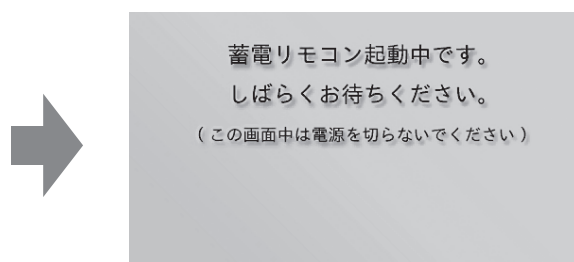 蓄電リモコン起動中です。
しばらくお待ちください。
（この画面中は電源を切らないでください）